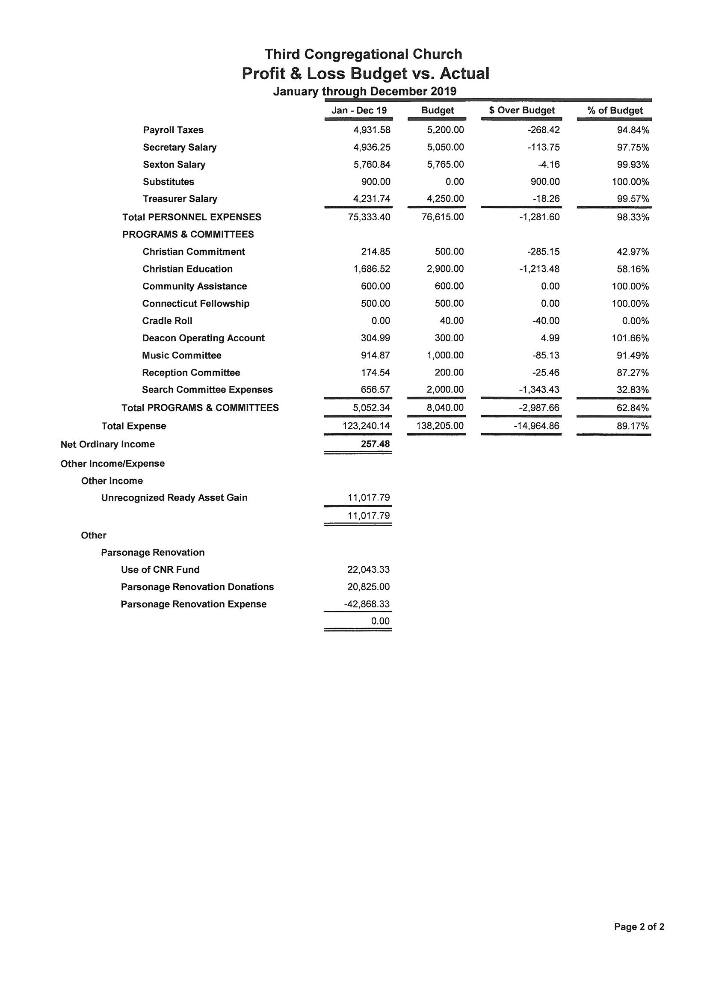 Third Congregational Church
Profit & Loss Budget vs. Actual
January through December 2019
Jan - Dec 19 Budget $ Over Budget % of Budget
Payroll Taxes 4,931.58 5,200.00 -268.42 94.84%
Secretary Salary 4,936.25 5,050.00 -113.75 97.75%
Sexton Salary 5,760.84 5,765.00 -4.16 99.93%
Substitutes 900.00 0.00 900.00 100.00%
Treasurer Salary 4,231.74 4,250.00 -18.26 99.57%
Total PERSONNEL EXPENSES 75,333.40 76,615.00 -1,281.60 98.33%
PROGRAMS & COMMITTEES
Christian Commitment 214.85 500.00 -285.15 42.97%
Christian Education 1,686.52 2,900.00 -1,213.48 58.16%
Community Assistance 600.00 600.00 0.00 100.00%
Connecticut Fellowship 500.00 500.00 0.00 100.00%
Cradle Roll 0.00 40.00 -40.00 0.00%
Deacon Operating Account 304.99 300.00 4.99 101.66%
Music Committee 914.87 1,000.00 -85.13 91.49%
Reception Committee 174.54 200.00 -25.46 87.27%
Search Committee Expenses 656.57 2,000.00 -1,343.43 32.83%
Total PROGRAMS & COMMITTEES 5,052.34 8,040.00 -2,987.66 62.84%
Total Expense 123,240.14 138,205.00 -14,964.86 89.17%
Net Ordinary Income 257.48
Other Income/Expense
Other Income
Unrecognized Ready Asset Gain 11,017.79
11,017.79
Other
Parsonage Renovation
Use of CNR Fund 22,043.33
Parsonage Renovation Donations 20,825.00
Parsonage Renovation Expense -42,868.33
0.00
Page 2 of 2